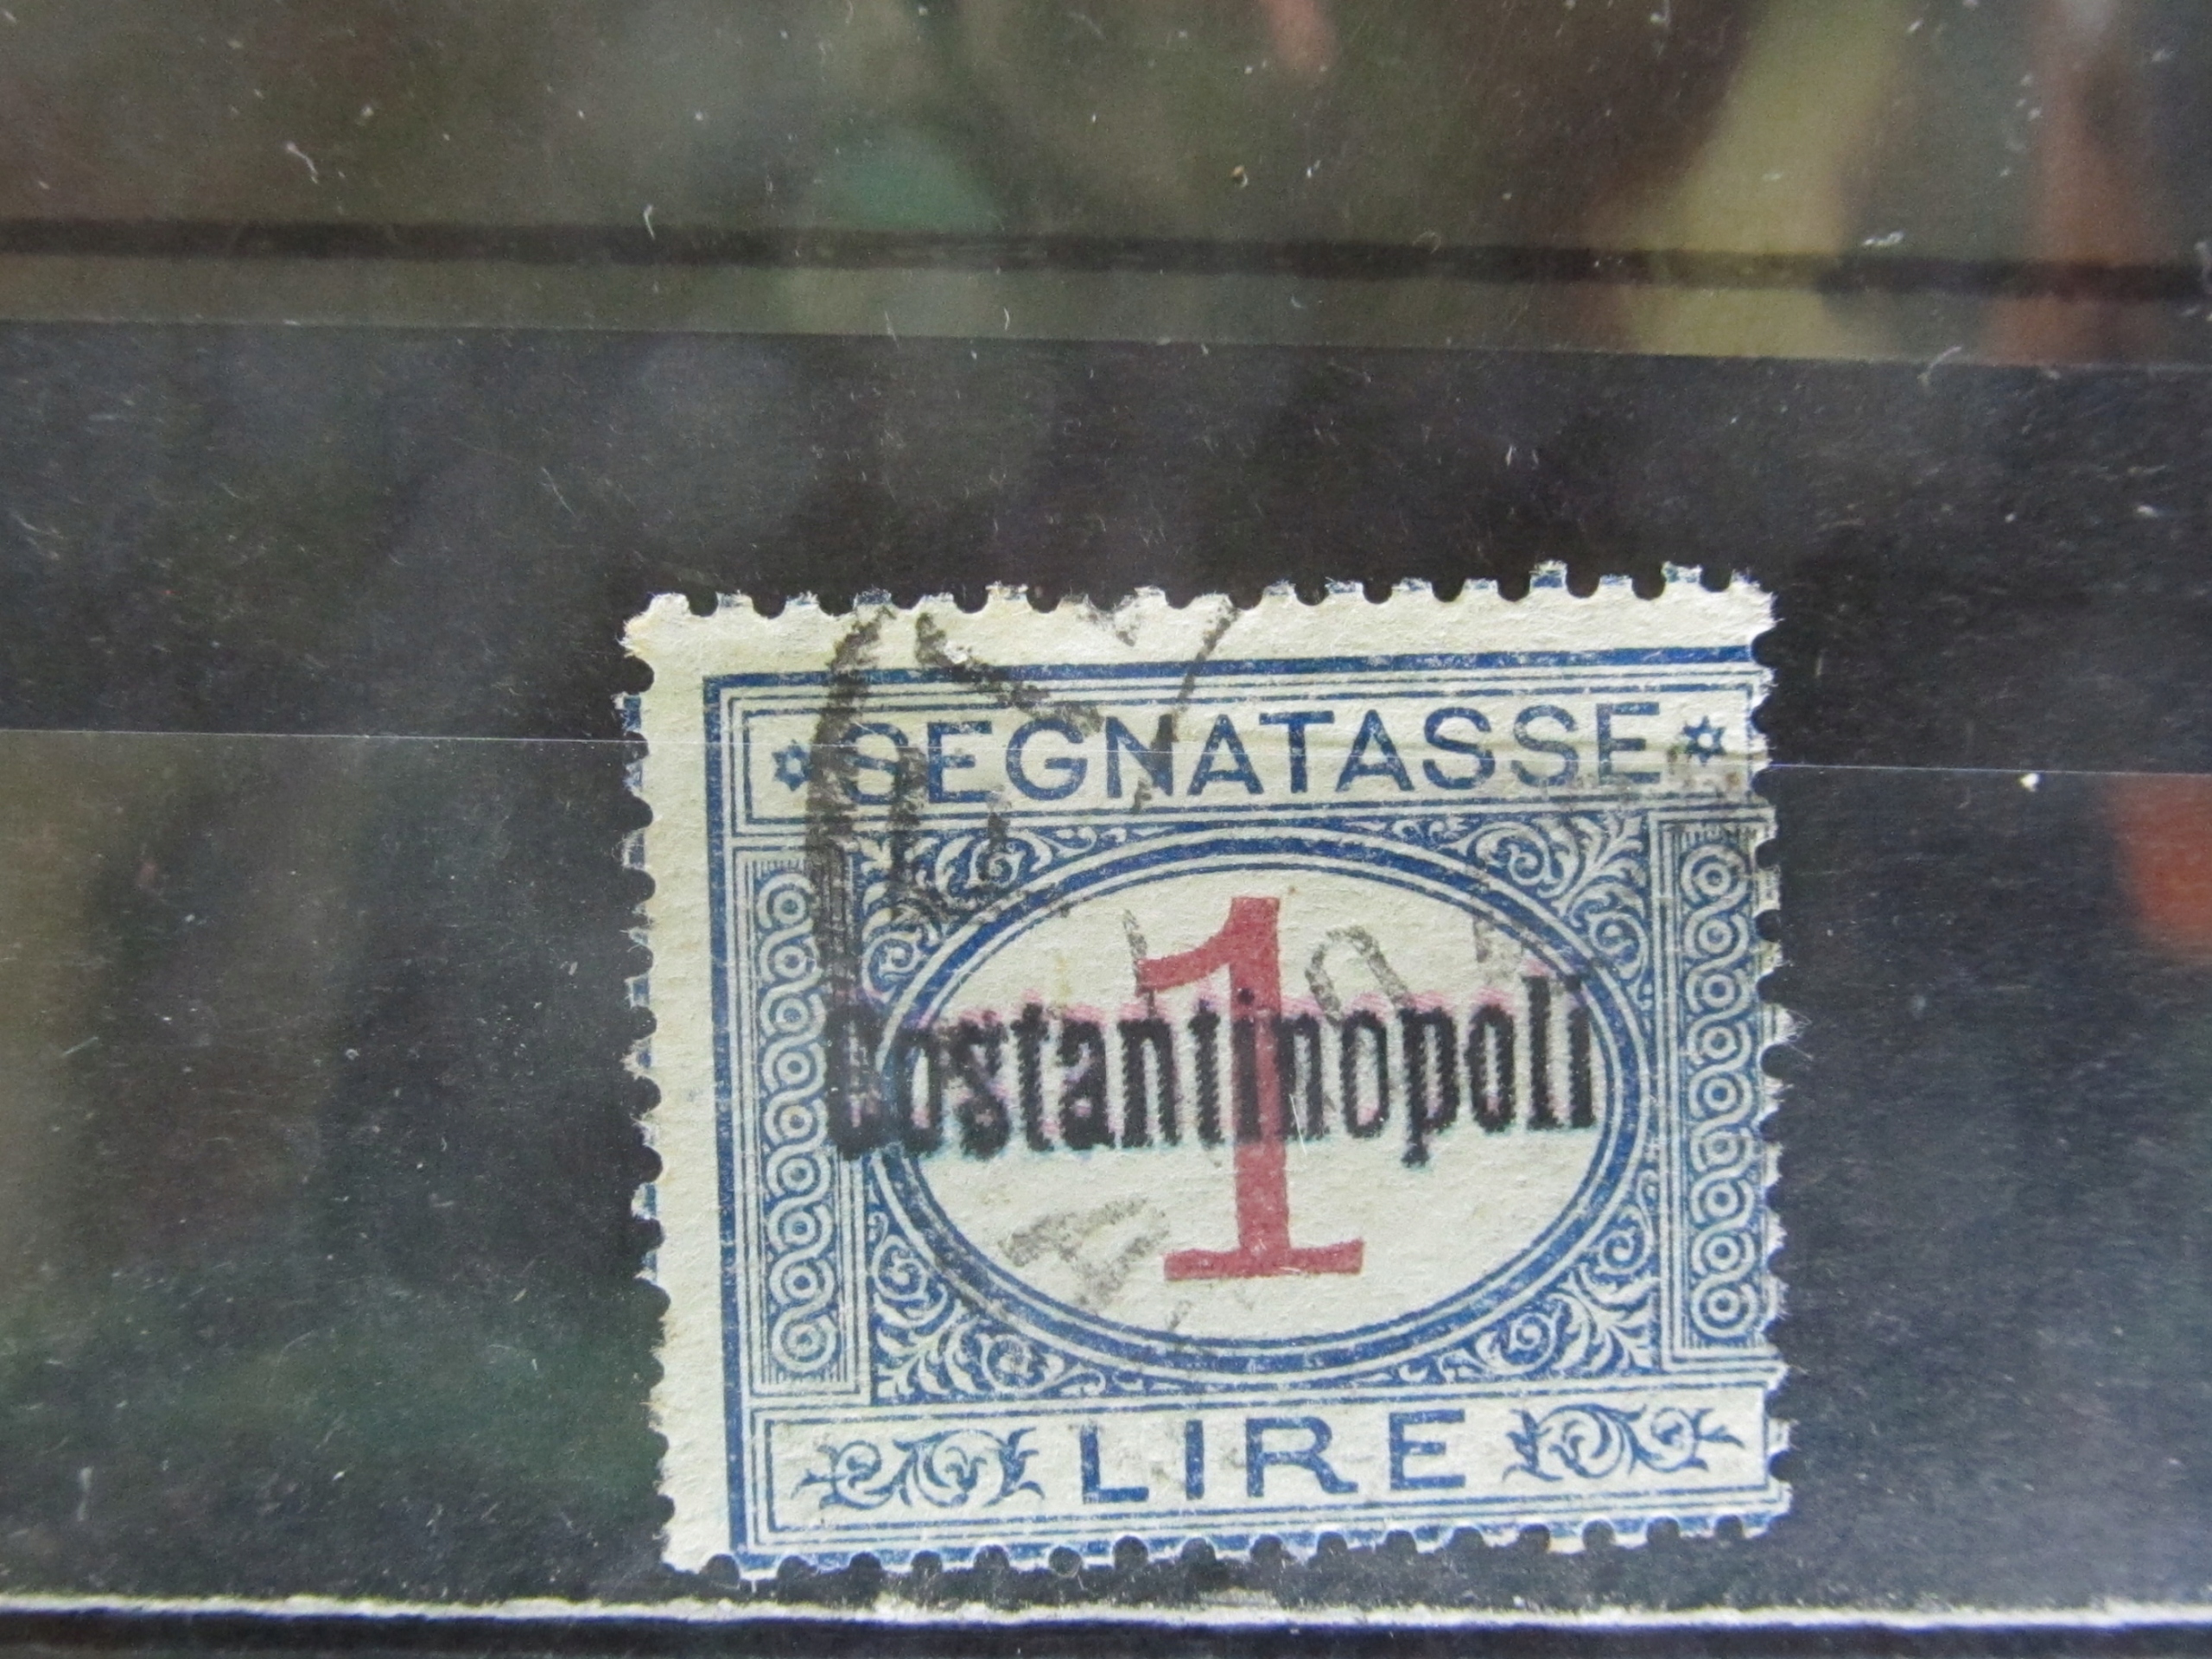 SEGNATASSE
1
Costantinopoli
LIRE